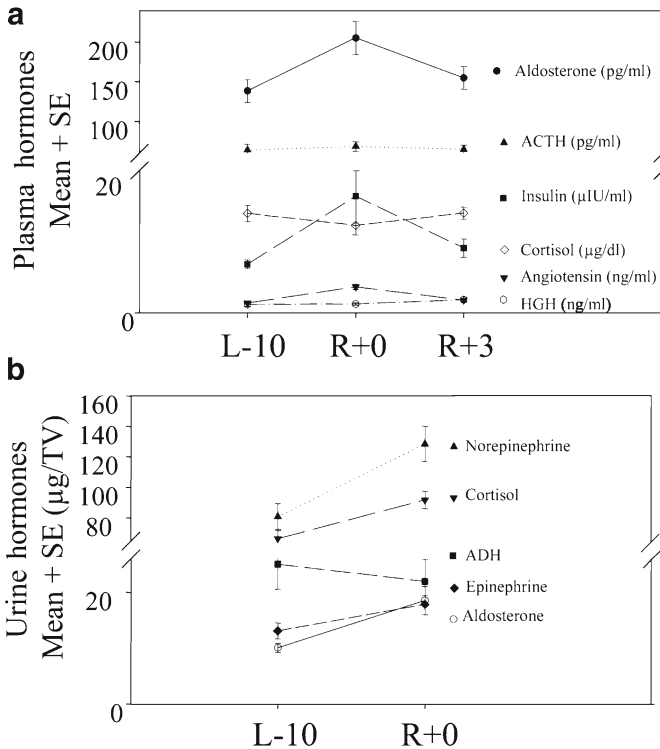 a
Plasma hormones
Mean + SE
200
150
100
20
0
Aldosterone (pg/ml)
ACTH (pg/ml)
Insulin (µIU/ml)
Cortisol (µg/dl)
Angiotensin (ng/ml)
HGH (ng/ml)
L-10 R+0 R+3
b
Urine hormones
Mean + SE (µg/TV)
160
140
120
100
80
20
0
Norepinephrine
Cortisol
ADH
Epinephrine
Aldosterone
L-10 R+0